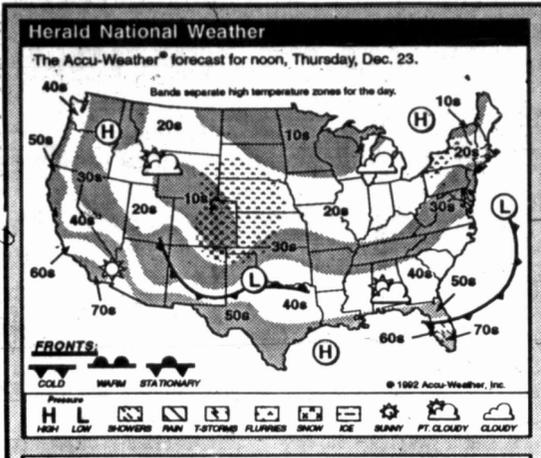 Herald National Weather
The Accu-Weather® forecast for noon, Thursday, Dec. 23.
Bands separate high temperature zones for the day.
40s
H
20s
10s
H
10s
50s
20s
30s
10s
20s
20s
30s
L
40s
30s
60s
L
40s
40s
50s
70s
50s
H
60s
70s
FRONTS:
COLD WARM STATIONARY
© 1992 Accu-Weather, Inc.
Pressure
H L
HIGH LOW SHOWERS RAIN T-STORMS FLURRIES SNOW ICE SUNNY PT. CLOUDY CLOUDY